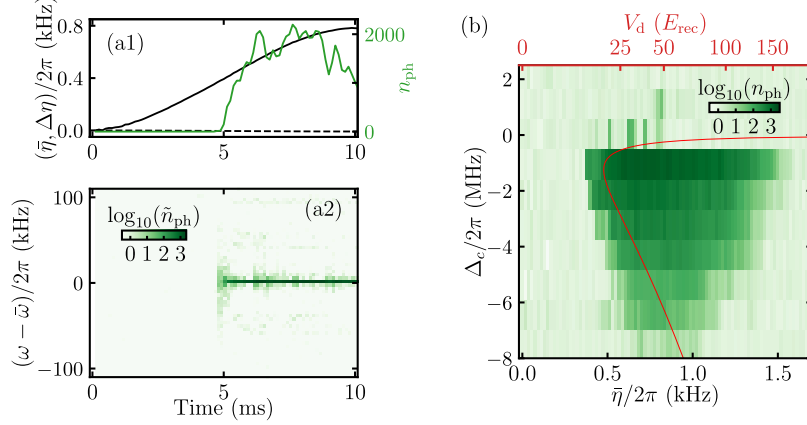 (a1)
(η̄, Δη)/2π (kHz)
0.8
0.4
0.0
2000
0
n_ph
0 5 10
(a2)
log₁₀(ñ_ph)
0 1 2 3
(ω − ω̄)/2π (kHz)
100
0
−100
0 5 10
Time (ms)
(b)
V_d (E_rec)
0 25 50 100 150
log₁₀(n_ph)
0 1 2 3
Δ_c/2π (MHz)
2
0
−2
−4
−6
−8
0.0 0.5 1.0 1.5
η̄/2π (kHz)